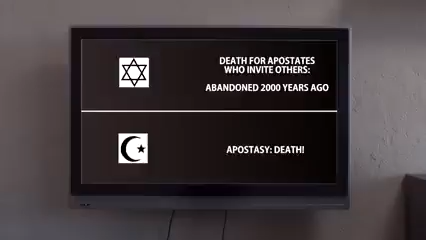 DEATH FOR APOSTATES
WHO INVITE OTHERS:
ABANDONED 2000 YEARS AGO
APOSTASY: DEATH!